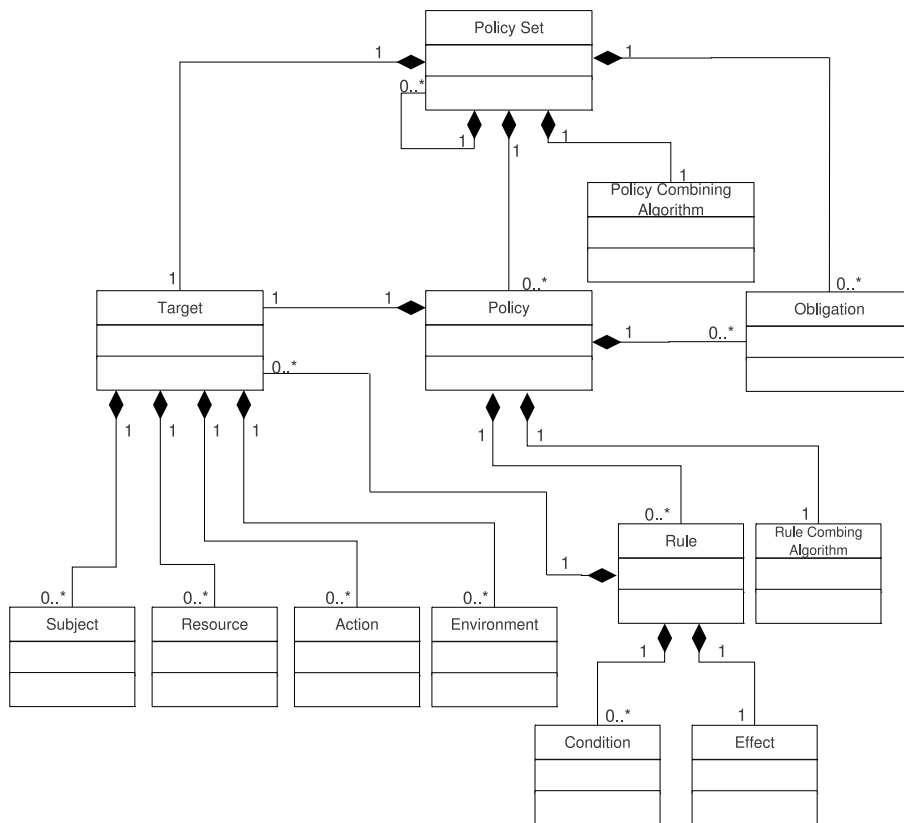 Policy Set
1
1
0..*
1
1
1
1
Policy Combining
Algorithm
1
0..*
0..*
Target
1
1
Policy
1
0..*
Obligation
0..*
1
1
1
1
1
1
0..*
1
Rule
Rule Combing
Algorithm
1
0..*
0..*
0..*
0..*
Subject
Resource
Action
Environment
1
1
0..*
1
Condition
Effect